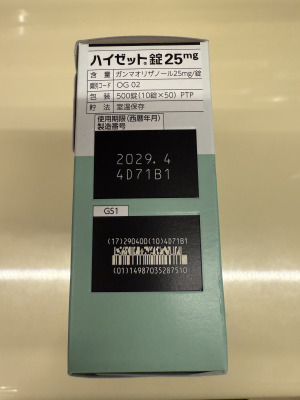 ハイゼット®錠25mg
含 量 ガンマオリザノール25mg/錠
識別コード OG 02
包 装 500錠(10錠×50) PTP
貯 法 室温保存
使用期限(西暦年月)
製造番号
2029.4
4D71B1
GS1
(17)290400(10)4D71B1
(01)14987035287510